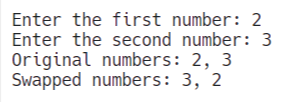 Enter the first number: 2
Enter the second number: 3
Original numbers: 2, 3
Swapped numbers: 3, 2